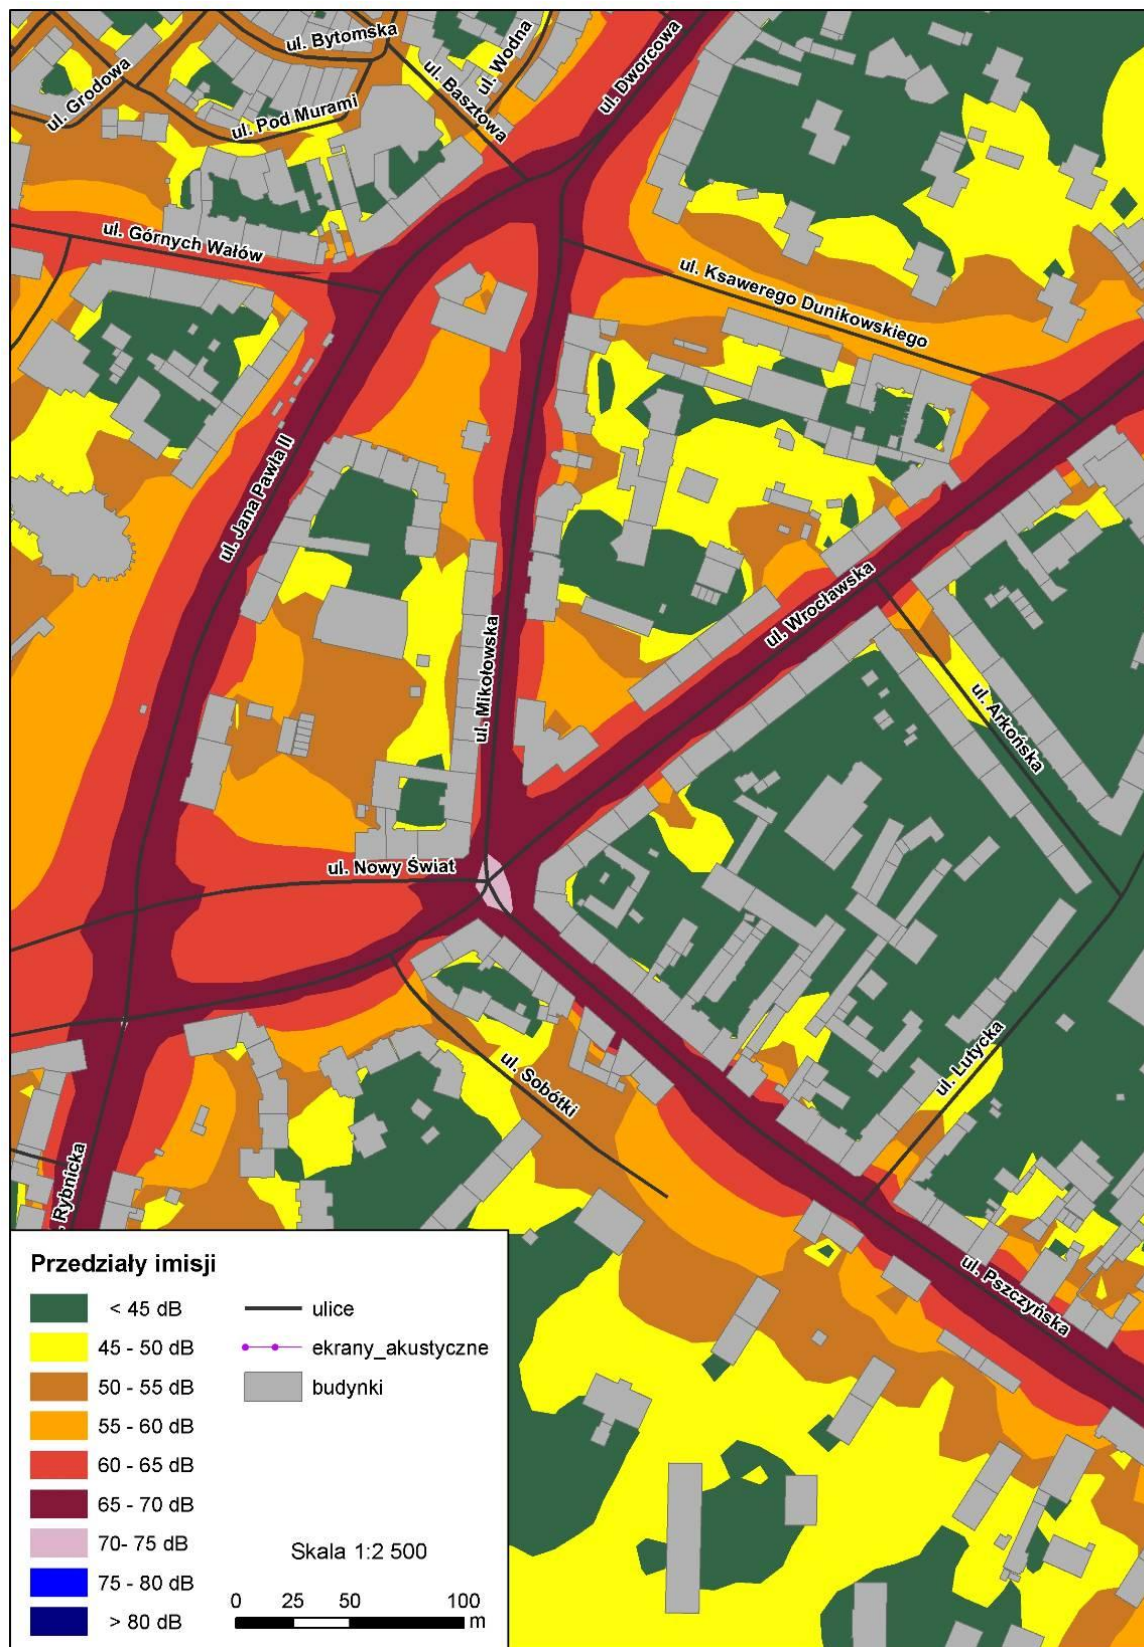 ul. Bytomska
ul. Wodna
ul. Dworcowa
ul. Grodowa
ul. Basztowa
ul. Pod Murami
ul. Górnych Wałów
ul. Ksawerego Dunikowskiego
ul. Jana Pawła II
ul. Wrocławska
ul. Mikołowska
ul. Arkońska
ul. Nowy Świat
ul. Sobótki
ul. Lutycka
. Rybnicka
ul. Pszczyńska
Przedziały imisji
< 45 dB
45 - 50 dB
50 - 55 dB
55 - 60 dB
60 - 65 dB
65 - 70 dB
70- 75 dB
75 - 80 dB
> 80 dB
ulice
ekrany_akustyczne
budynki
Skala 1:2 500
0 25 50 100
m